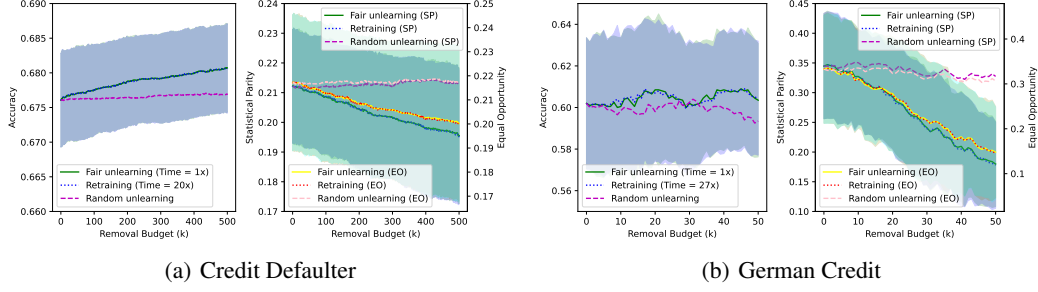 0.690
0.685
0.680
0.675
0.670
0.665
0.660
Accuracy
Fair unlearning (Time = 1x)
Retraining (Time = 20x)
Random unlearning
0 100 200 300 400 500
Removal Budget (k)
0.24
0.23
0.22
0.21
0.20
0.19
0.18
0.17
Statistical Parity
Fair unlearning (SP)
Retraining (SP)
Random unlearning (SP)
Fair unlearning (EO)
Retraining (EO)
Random unlearning (EO)
0.25
0.24
0.23
0.22
0.21
0.20
0.19
0.18
0.17
Equal Opportunity
0 100 200 300 400 500
Removal Budget (k)
(a) Credit Defaulter
0.64
0.62
0.60
0.58
0.56
Accuracy
Fair unlearning (Time = 1x)
Retraining (Time = 27x)
Random unlearning
0 10 20 30 40 50
Removal Budget (k)
0.45
0.40
0.35
0.30
0.25
0.20
0.15
0.10
Statistical Parity
Fair unlearning (SP)
Retraining (SP)
Random unlearning (SP)
Fair unlearning (EO)
Retraining (EO)
Random unlearning (EO)
0.4
0.3
0.2
0.1
Equal Opportunity
0 10 20 30 40 50
Removal Budget (k)
(b) German Credit